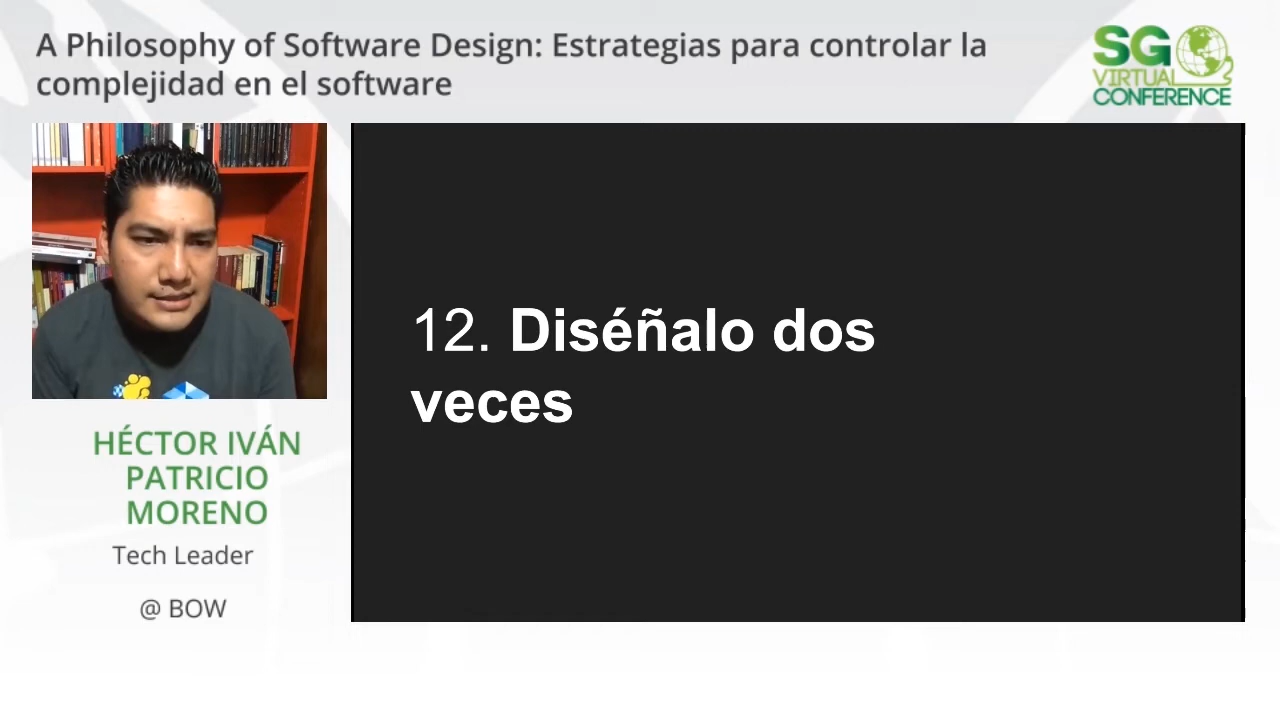 A Philosophy of Software Design: Estrategias para controlar la
complejidad en el software
SG
VIRTUAL
CONFERENCE
12. Diséñalo dos
veces
HÉCTOR IVÁN
PATRICIO
MORENO
Tech Leader
@ BOW